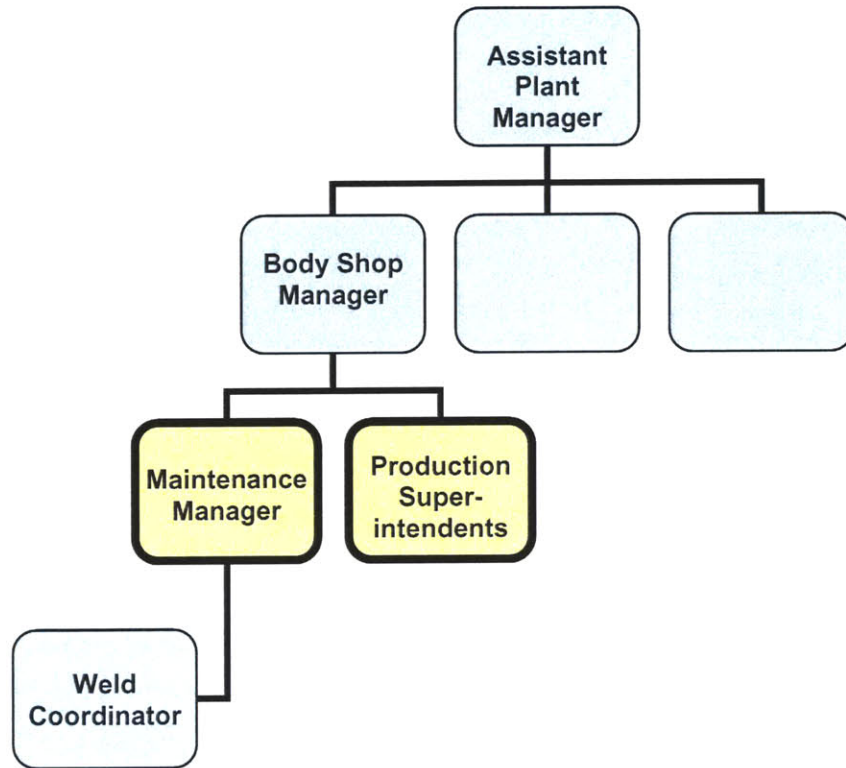 Assistant
Plant
Manager
Body Shop
Manager
Maintenance
Manager
Production
Super-
intendents
Weld
Coordinator